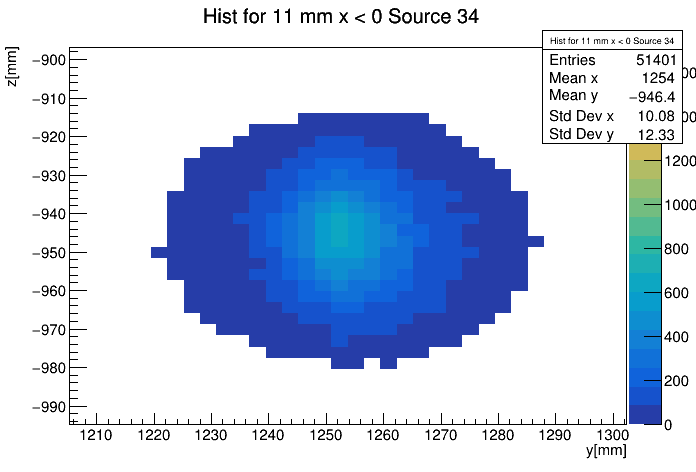 Hist for 11 mm x < 0 Source 34
Hist for 11 mm x < 0 Source 34
Entries 51401
Mean x 1254
Mean y −946.4
Std Dev x 10.08
Std Dev y 12.33
z[mm]
−900
−910
−920
−930
−940
−950
−960
−970
−980
−990
1210 1220 1230 1240 1250 1260 1270 1280 1290 1300
y[mm]
1200
1000
800
600
400
200
0